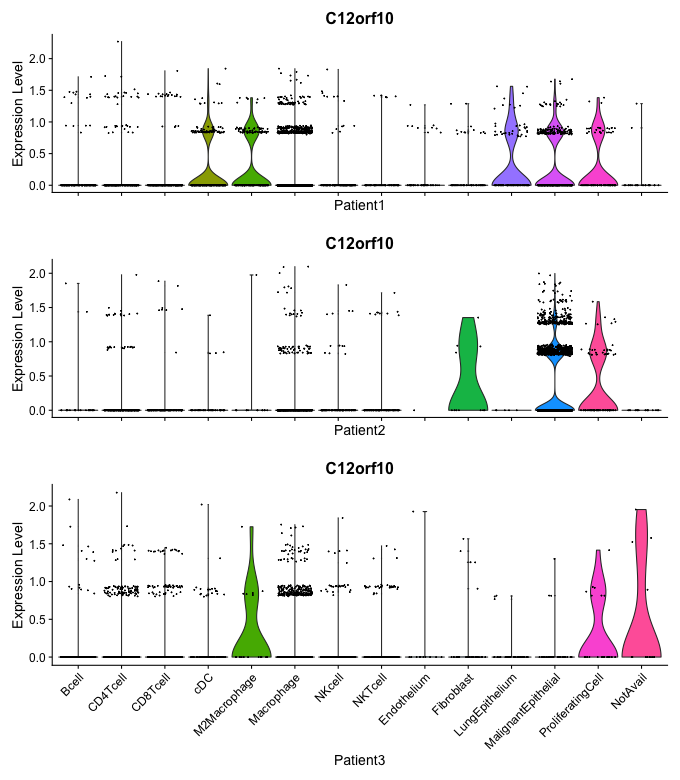 C12orf10
Expression Level
2.0
1.5
1.0
0.5
0.0
Patient1
C12orf10
Expression Level
2.0
1.5
1.0
0.5
0.0
Patient2
C12orf10
Expression Level
2.0
1.5
1.0
0.5
0.0
Bcell
CD4Tcell
CD8Tcell
cDC
M2Macrophage
Macrophage
NKcell
NKTcell
Endothelium
Fibroblast
LungEpithelium
MalignantEpithelial
ProliferatingCell
NotAvail
Patient3